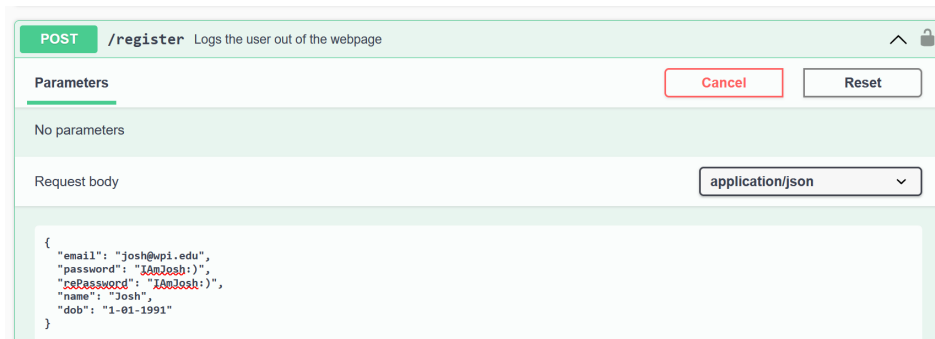 POST /register Logs the user out of the webpage
Parameters Cancel Reset
No parameters
Request body application/json
{
"email": "josh@wpi.edu",
"password": "IAmJosh:)",
"rePassword": "IAmJosh:)",
"name": "Josh",
"dob": "1-01-1991"
}